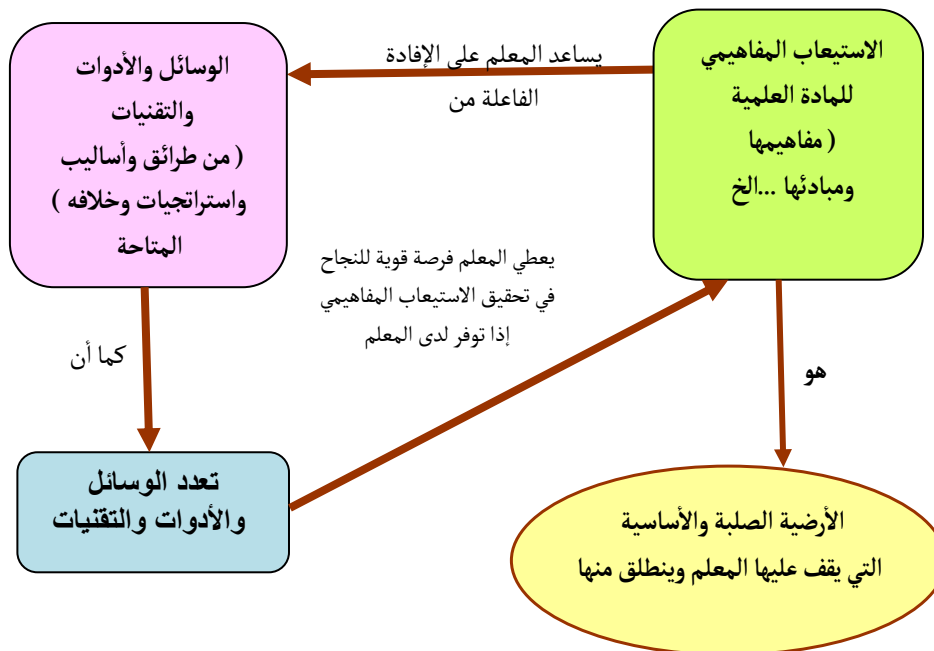 الاستيعاب المفاهيمي
للمادة العلمية
( مفاهيمها
ومبادئها ...الخ
يساعد المعلم على الإفادة
الفاعلة من
الوسائل والأدوات
والتقنيات
( من طرائق وأساليب
واستراتجيات وخلافه )
المتاحة
كما أن
تعدد الوسائل
والأدوات والتقنيات
يعطي المعلم فرصة قوية للنجاح
في تحقيق الاستيعاب المفاهيمي
إذا توفر لدى المعلم
هو
الأرضية الصلبة والأساسية
التي يقف عليها المعلم وينطلق منها